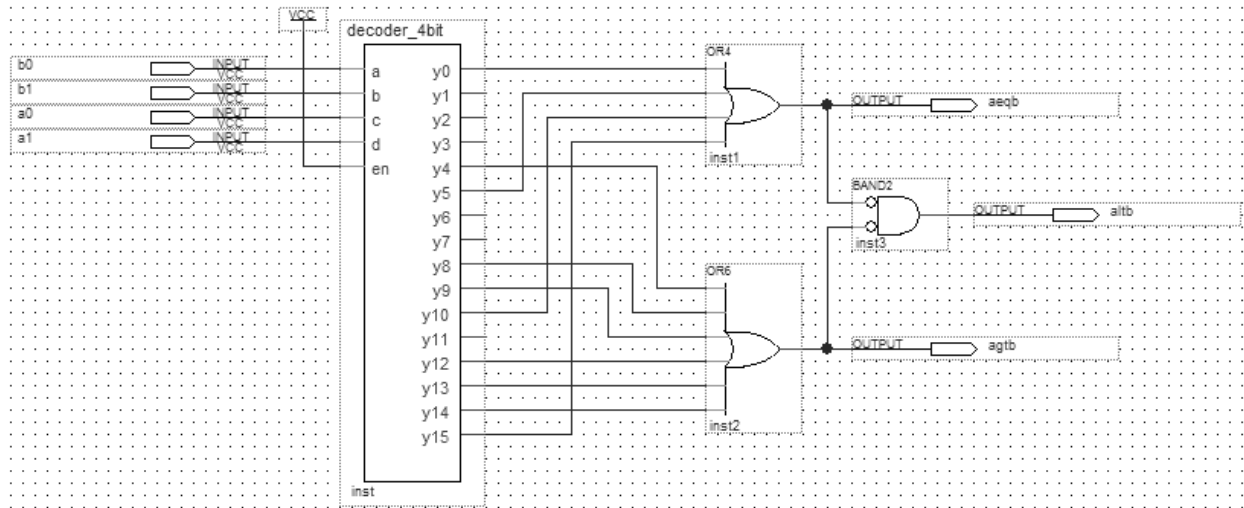 VCC
decoder_4bit
b0 INPUT VCC
b1 INPUT VCC
a0 INPUT VCC
a1 INPUT VCC
a
b
c
d
en
y0
y1
y2
y3
y4
y5
y6
y7
y8
y9
y10
y11
y12
y13
y14
y15
inst
OR4
inst1
OUTPUT aeqb
BAND2
inst3
OUTPUT altb
OR6
inst2
OUTPUT agtb